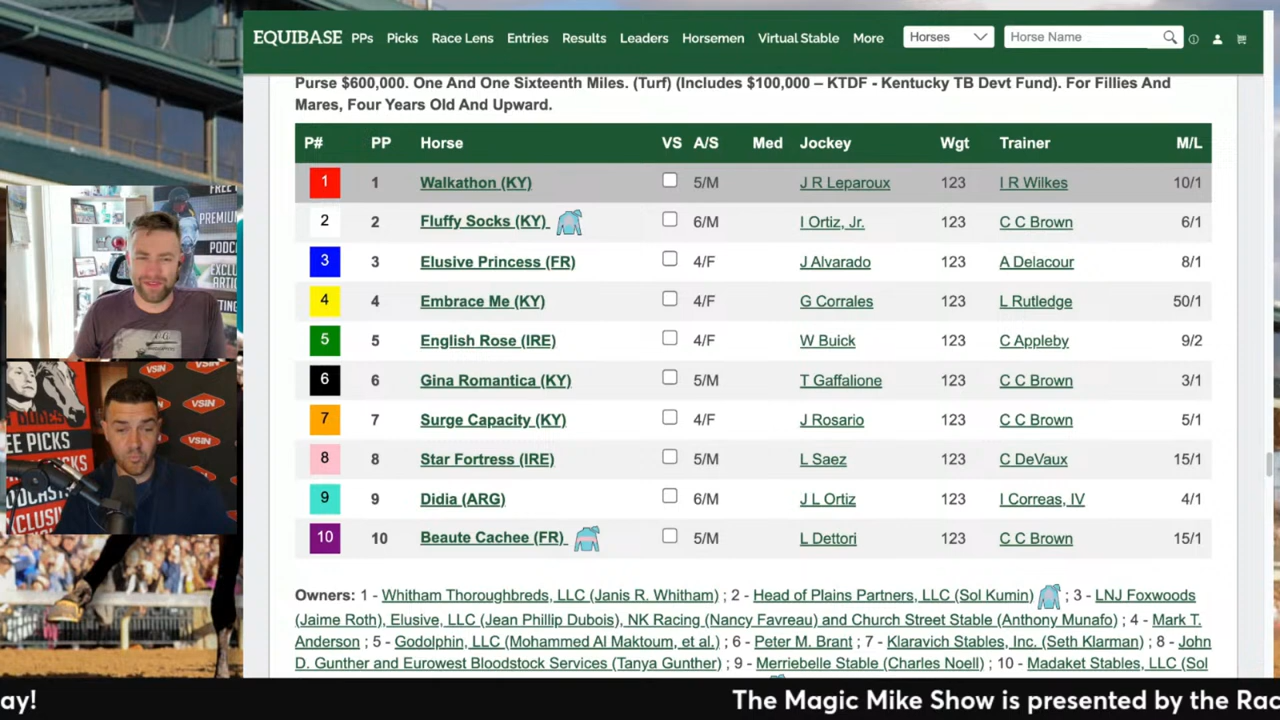 EQUIBASE PPs Picks Race Lens Entries Results Leaders Horsemen Virtual Stable More Horses Horse Name
Purse $600,000. One And One Sixteenth Miles. (Turf) (Includes $100,000 – KTDF - Kentucky TB Devt Fund). For Fillies And
Mares, Four Years Old And Upward.
P# PP Horse VS A/S Med Jockey Wgt Trainer M/L
1 1 Walkathon (KY) 5/M J R Leparoux 123 I R Wilkes 10/1
2 2 Fluffy Socks (KY) 6/M I Ortiz, Jr. 123 C C Brown 6/1
3 3 Elusive Princess (FR) 4/F J Alvarado 123 A Delacour 8/1
4 4 Embrace Me (KY) 4/F G Corrales 123 L Rutledge 50/1
5 5 English Rose (IRE) 4/F W Buick 123 C Appleby 9/2
6 6 Gina Romantica (KY) 5/M T Gaffalione 123 C C Brown 3/1
7 7 Surge Capacity (KY) 4/F J Rosario 123 C C Brown 5/1
8 8 Star Fortress (IRE) 5/M L Saez 123 C DeVaux 15/1
9 9 Didia (ARG) 6/M J L Ortiz 123 I Correas, IV 4/1
10 10 Beaute Cachee (FR) 5/M L Dettori 123 C C Brown 15/1
Owners: 1 - Whitham Thoroughbreds, LLC (Janis R. Whitham) ; 2 - Head of Plains Partners, LLC (Sol Kumin) ; 3 - LNJ Foxwoods
(Jaime Roth), Elusive, LLC (Jean Phillip Dubois), NK Racing (Nancy Favreau) and Church Street Stable (Anthony Munafo) ; 4 - Mark T.
Anderson ; 5 - Godolphin, LLC (Mohammed Al Maktoum, et al.) ; 6 - Peter M. Brant ; 7 - Klaravich Stables, Inc. (Seth Klarman) ; 8 - John
D. Gunther and Eurowest Bloodstock Services (Tanya Gunther) ; 9 - Merriebelle Stable (Charles Noell) ; 10 - Madaket Stables, LLC (Sol
PREMIUM
PODC
VSiN
VSiN
VSiN
EE PICKS
ay!
The Magic Mike Show is presented by the Rac